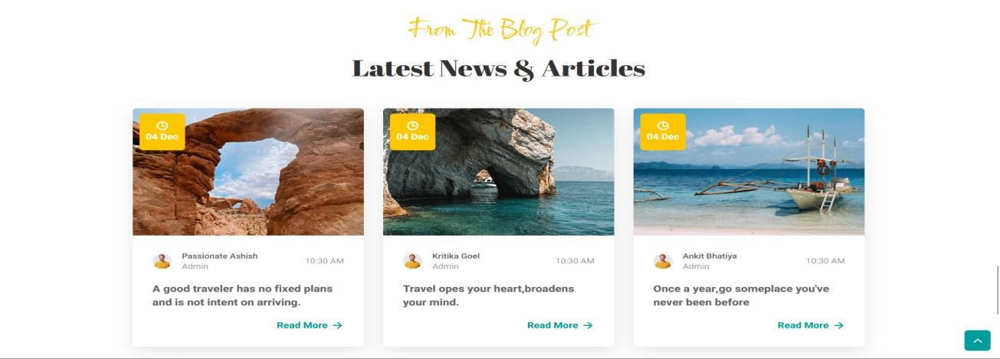 From The Blog Post
Latest News & Articles
04 Dec
04 Dec
04 Dec
Passionate Ashish
Admin
10:30 AM
A good traveler has no fixed plans
and is not intent on arriving.
Read More
Kritika Goel
Admin
10:30 AM
Travel opes your heart,broadens
your mind.
Read More
Ankit Bhatiya
Admin
10:30 AM
Once a year,go someplace you've
never been before
Read More